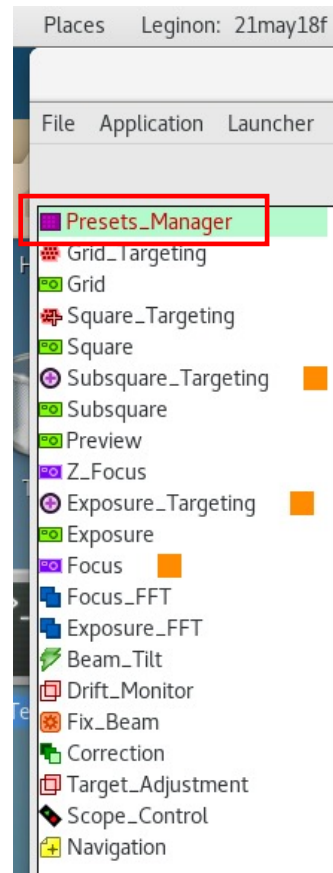 Places Leginon: 21may18f
File Application Launcher
Presets_Manager
Grid_Targeting
Grid
Square_Targeting
Square
Subsquare_Targeting
Subsquare
Preview
Z_Focus
Exposure_Targeting
Exposure
Focus
Focus_FFT
Exposure_FFT
Beam_Tilt
Drift_Monitor
Fix_Beam
Correction
Target_Adjustment
Scope_Control
Navigation